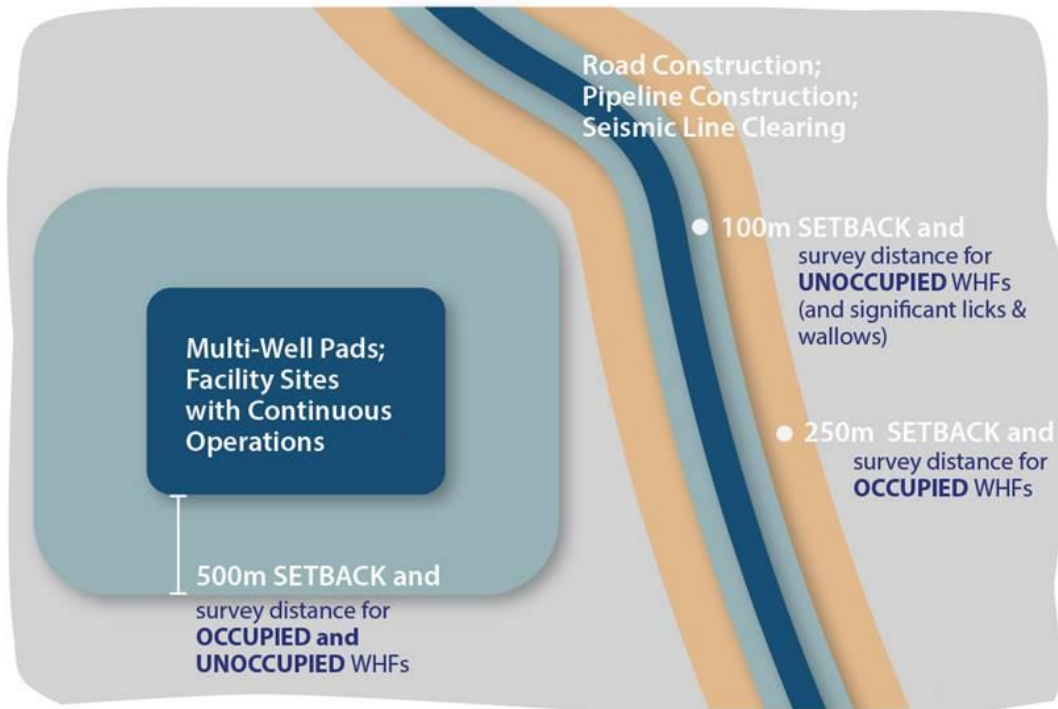 Road Construction;
Pipeline Construction;
Seismic Line Clearing
100m SETBACK and
survey distance for
UNOCCUPIED WHFs
(and significant licks &
wallows)
Multi-Well Pads;
Facility Sites
with Continuous
Operations
250m SETBACK and
survey distance for
OCCUPIED WHFs
500m SETBACK and
survey distance for
OCCUPIED and
UNOCCUPIED WHFs